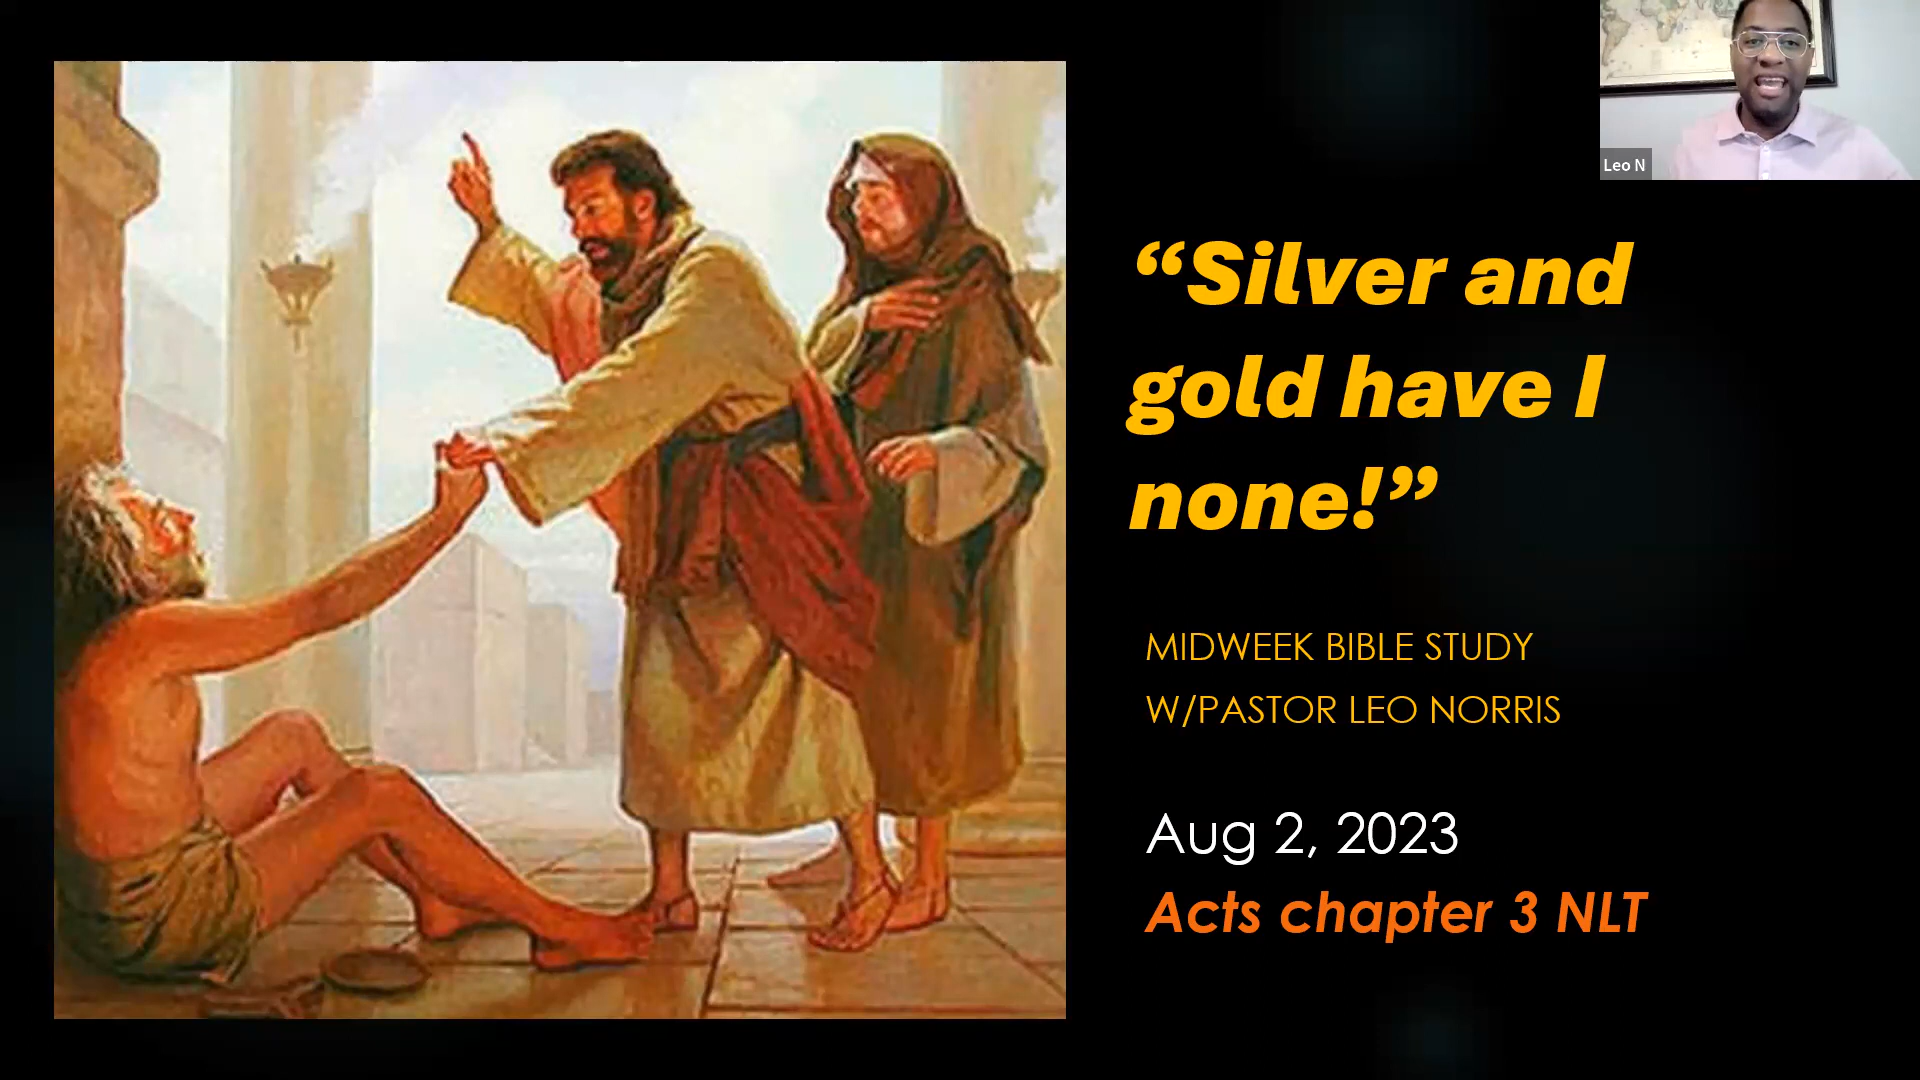 Leo N
“Silver and
gold have I
none!”
MIDWEEK BIBLE STUDY
W/PASTOR LEO NORRIS
Aug 2, 2023
Acts chapter 3 NLT